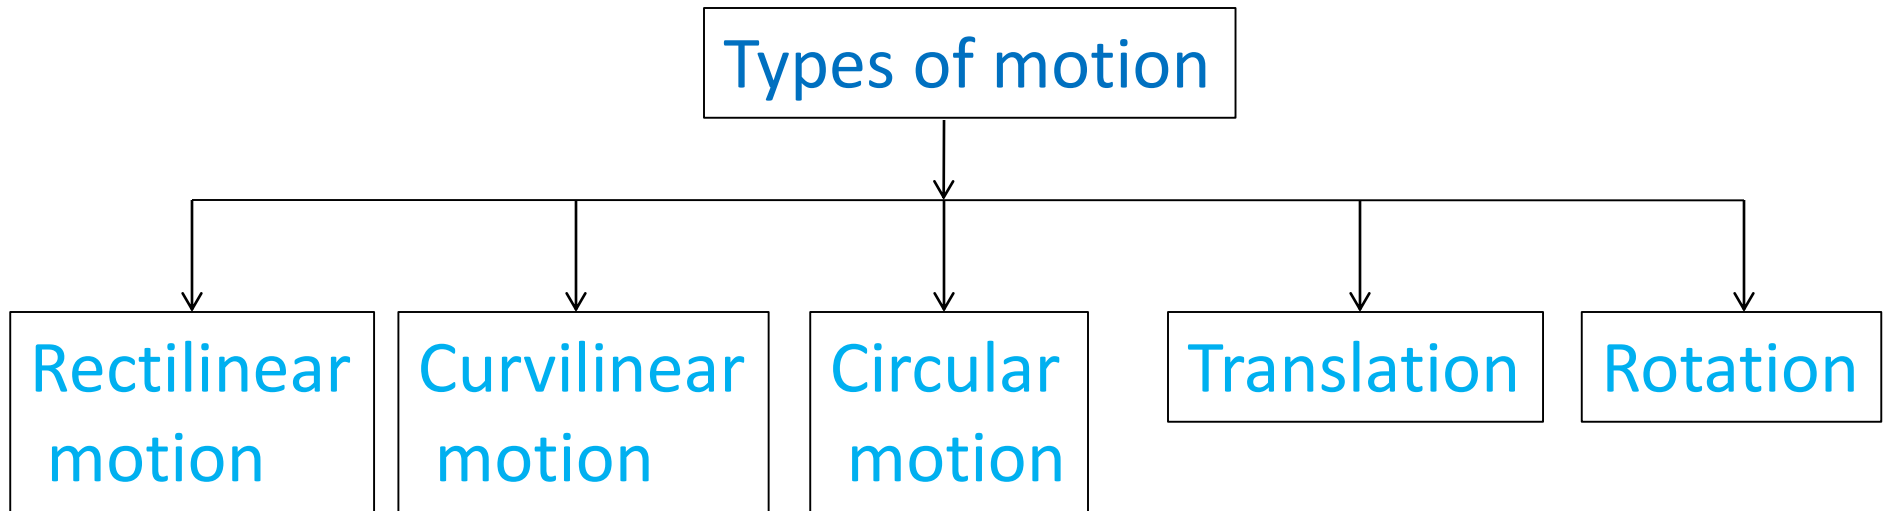 Types of motion
Rectilinear
motion
Curvilinear
motion
Circular
motion
Translation
Rotation